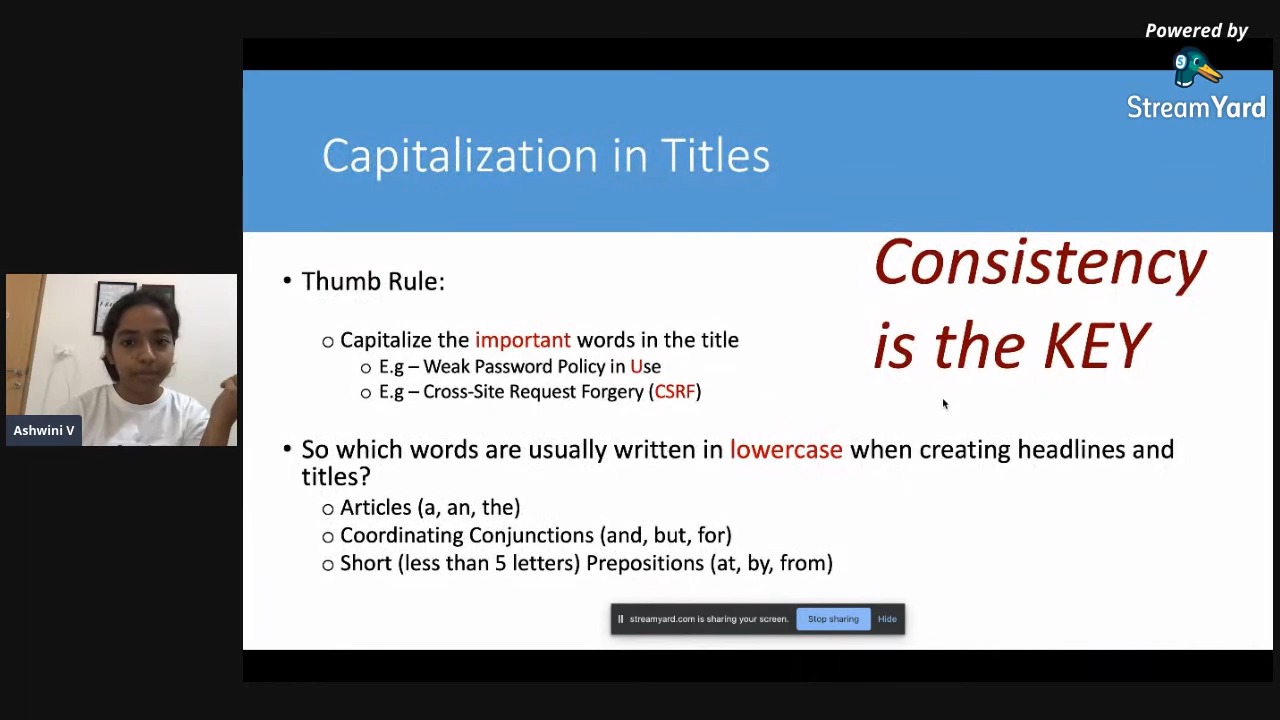 Powered by
StreamYard
Capitalization in Titles
Consistency
is the KEY
• Thumb Rule:
o Capitalize the important words in the title
o E.g – Weak Password Policy in Use
o E.g – Cross-Site Request Forgery (CSRF)
• So which words are usually written in lowercase when creating headlines and
titles?
o Articles (a, an, the)
o Coordinating Conjunctions (and, but, for)
o Short (less than 5 letters) Prepositions (at, by, from)
Ashwini V
streamyard.com is sharing your screen. Stop sharing Hide